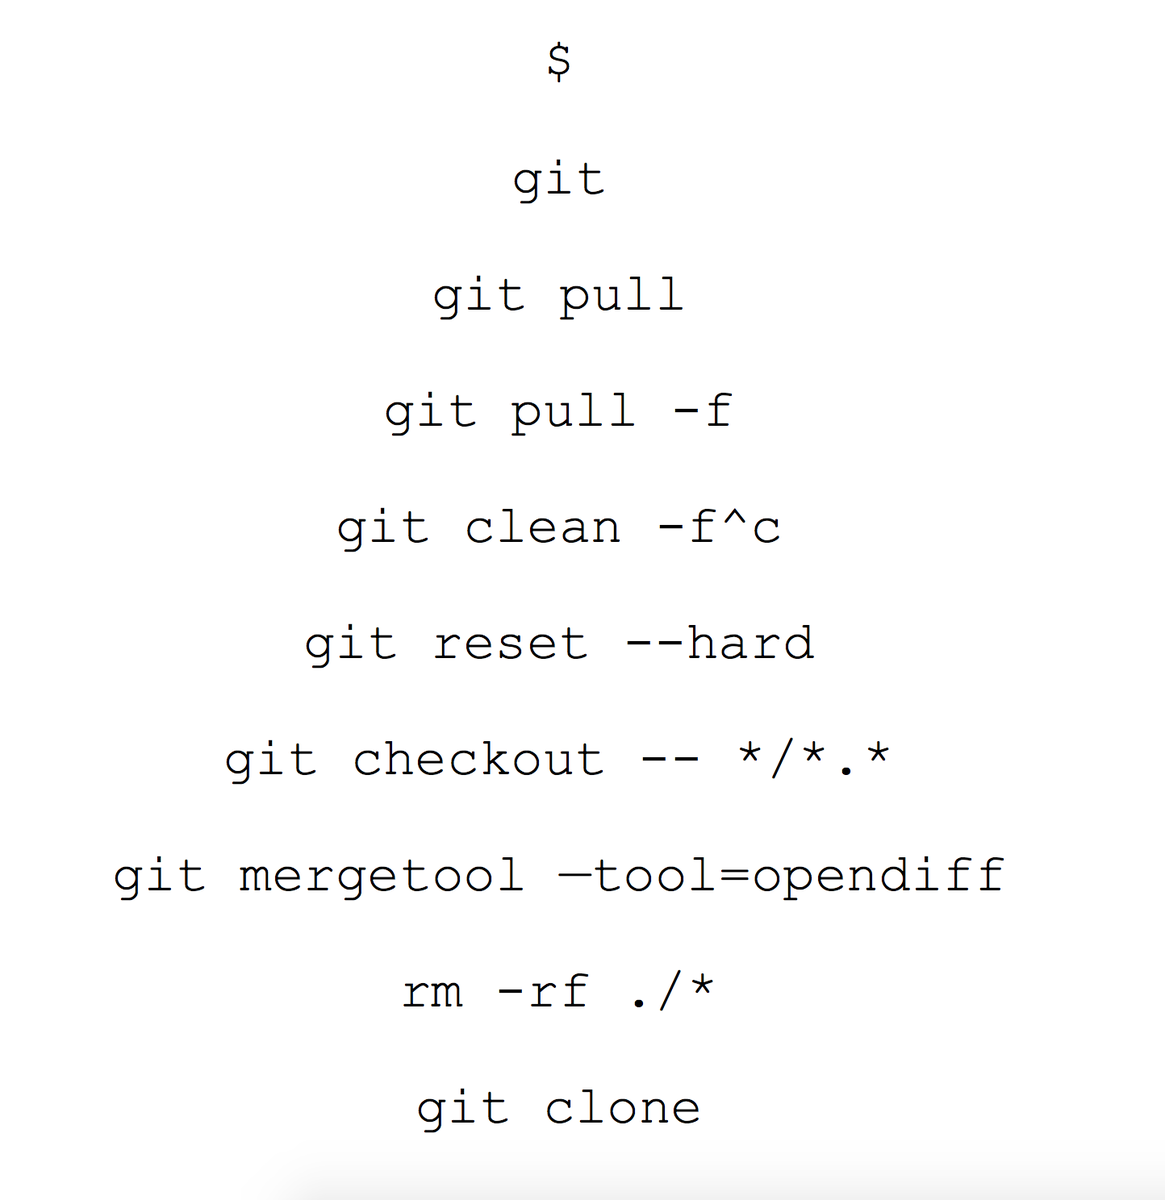 $
git
git pull
git pull -f
git clean -f^c
git reset --hard
git checkout -- */*.*
git mergetool —tool=opendiff
rm -rf ./*
git clone